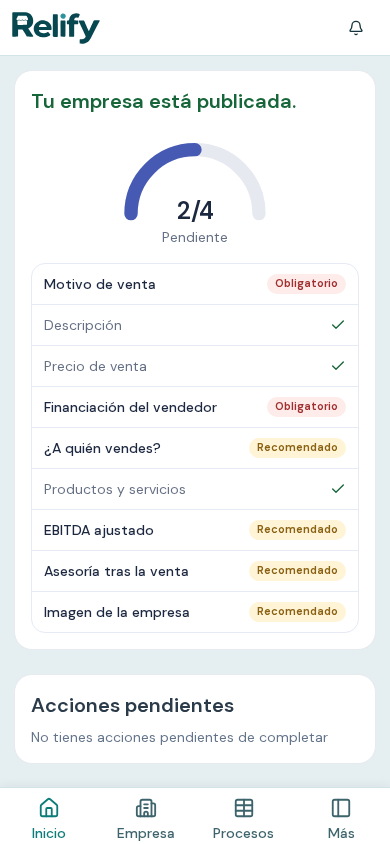 Relify
Tu empresa está publicada.
2/4
Pendiente
Motivo de venta Obligatorio
Descripción
Precio de venta
Financiación del vendedor Obligatorio
¿A quién vendes? Recomendado
Productos y servicios
EBITDA ajustado Recomendado
Asesoría tras la venta Recomendado
Imagen de la empresa Recomendado
Acciones pendientes
No tienes acciones pendientes de completar
Inicio Empresa Procesos Más